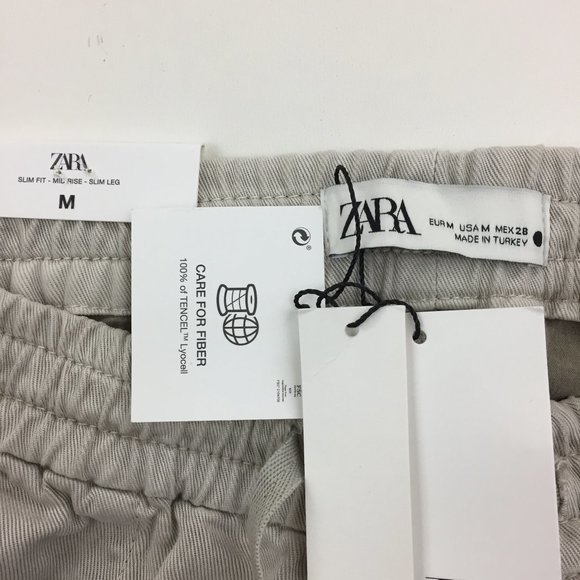 ZARA
SLIM FIT - MID RISE - SLIM LEG
M
ZARA
EUR M USA M MEX 28
MADE IN TURKEY
CARE FOR FIBER
100% of TENCEL™ Lyocell
FSC